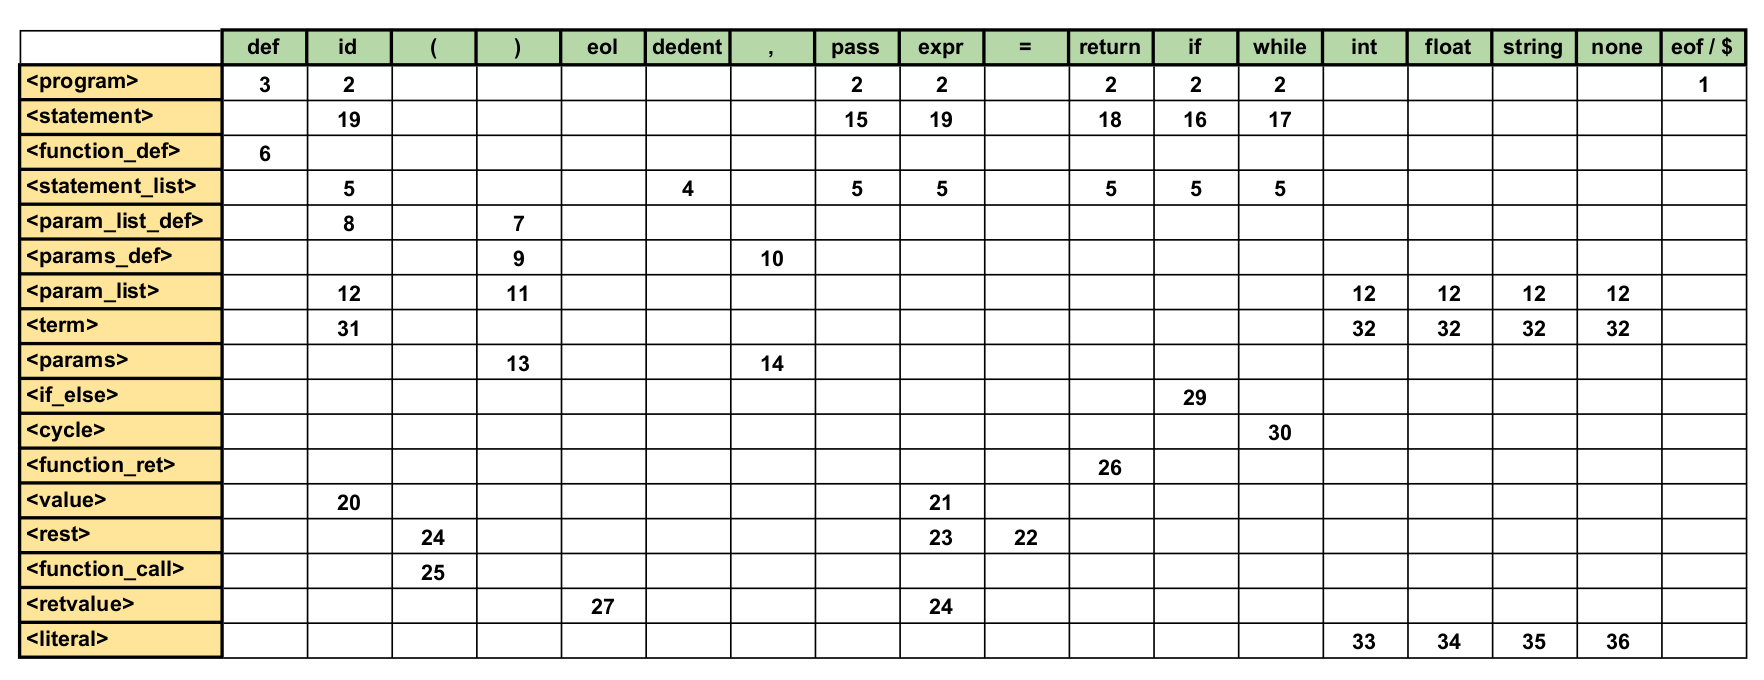 def id ( ) eol dedent , pass expr = return if while int float string none eof / $
<program> 3 2 2 2 2 2 2 1
<statement> 19 15 19 18 16 17
<function_def> 6
<statement_list> 5 4 5 5 5 5 5
<param_list_def> 8 7
<params_def> 9 10
<param_list> 12 11 12 12 12 12
<term> 31 32 32 32 32
<params> 13 14
<if_else> 29
<cycle> 30
<function_ret> 26
<value> 20 21
<rest> 24 23 22
<function_call> 25
<retvalue> 27 24
<literal> 33 34 35 36